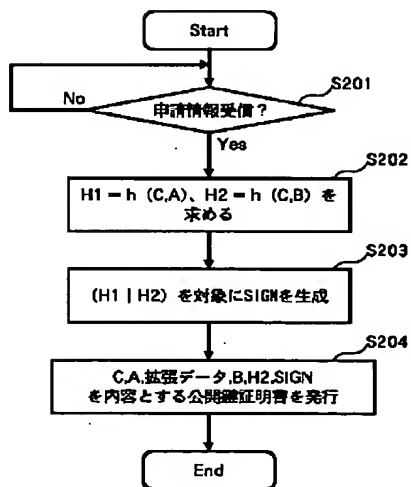 Start
S201
申請情報受信？
No
Yes
S202
H1 = h (C,A)、H2 = h (C,B) を
求める
S203
(H1 | H2) を対象にSIGNを生成
S204
C,A,拡張データ,B,H2,SIGN
を内容とする公開鍵証明書を発行
End